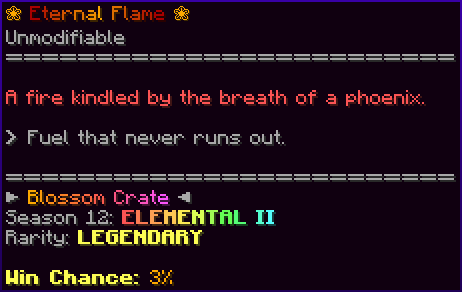 ❀ Eternal Flame ❀
Unmodifiable
=========================
A fire kindled by the breath of a phoenix.
> Fuel that never runs out.
=========================
► Blossom Crate ◄
Season 12: ELEMENTAL II
Rarity: LEGENDARY
Win Chance: 3%